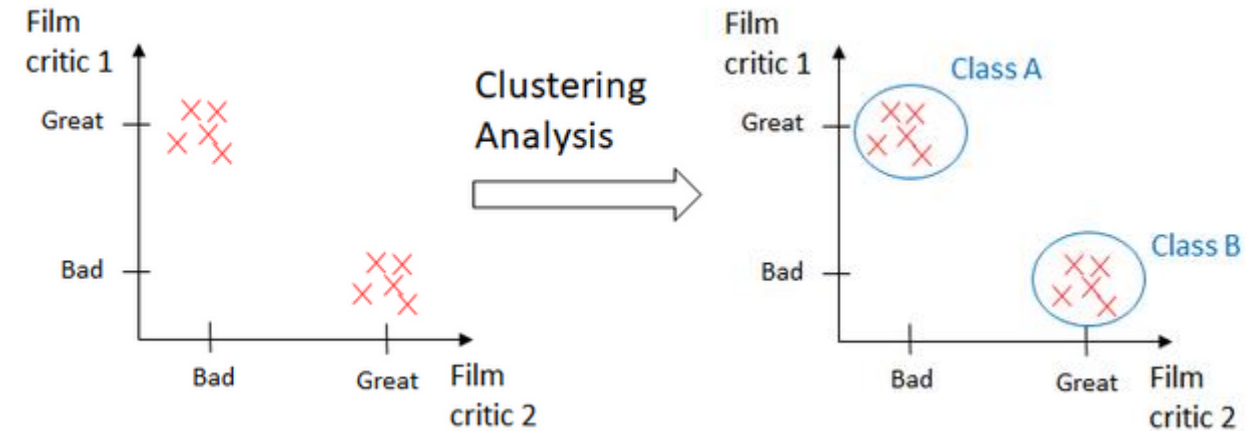 Film
critic 1
Great
Bad
Bad
Great
Film
critic 2
Clustering
Analysis
Film
critic 1
Class A
Great
Class B
Bad
Bad
Great
Film
critic 2